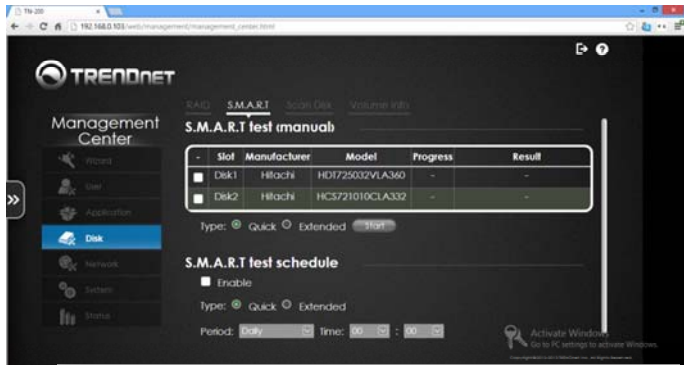 TN-200
192.168.0.103/web/management/management_center.html
TRENDNET
RAID S.M.A.R.T Scan Disk Volume Info
Management Center
S.M.A.R.T test (manual)
- Slot Manufacturer Model Progress Result
Disk1 Hitachi HDT725032VLA360 - -
Disk2 Hitachi HCS721010CLA332 - -
Type: Quick Extended Start
Wizard
User
Application
Disk
Network
System
Status
S.M.A.R.T test schedule
Enable
Type: Quick Extended
Period: Daily Time: 00 : 00
Activate Windows
Go to PC settings to activate Windows.